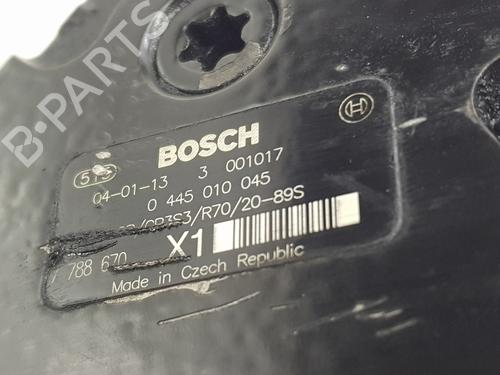 B-PARTS
BOSCH
575
04-01-13 3 001017
0 445 010 045
/CP3S3/R70/20-89S
788 670 X1
Made in Czech Republic